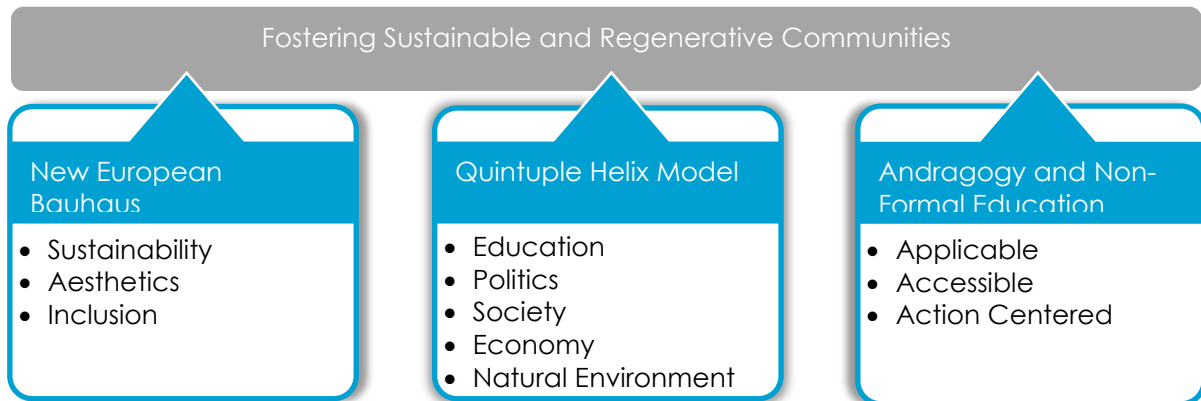 Fostering Sustainable and Regenerative Communities
New European
Bauhaus
• Sustainability
• Aesthetics
• Inclusion
Quintuple Helix Model
• Education
• Politics
• Society
• Economy
• Natural Environment
Andragogy and Non-
Formal Education
• Applicable
• Accessible
• Action Centered